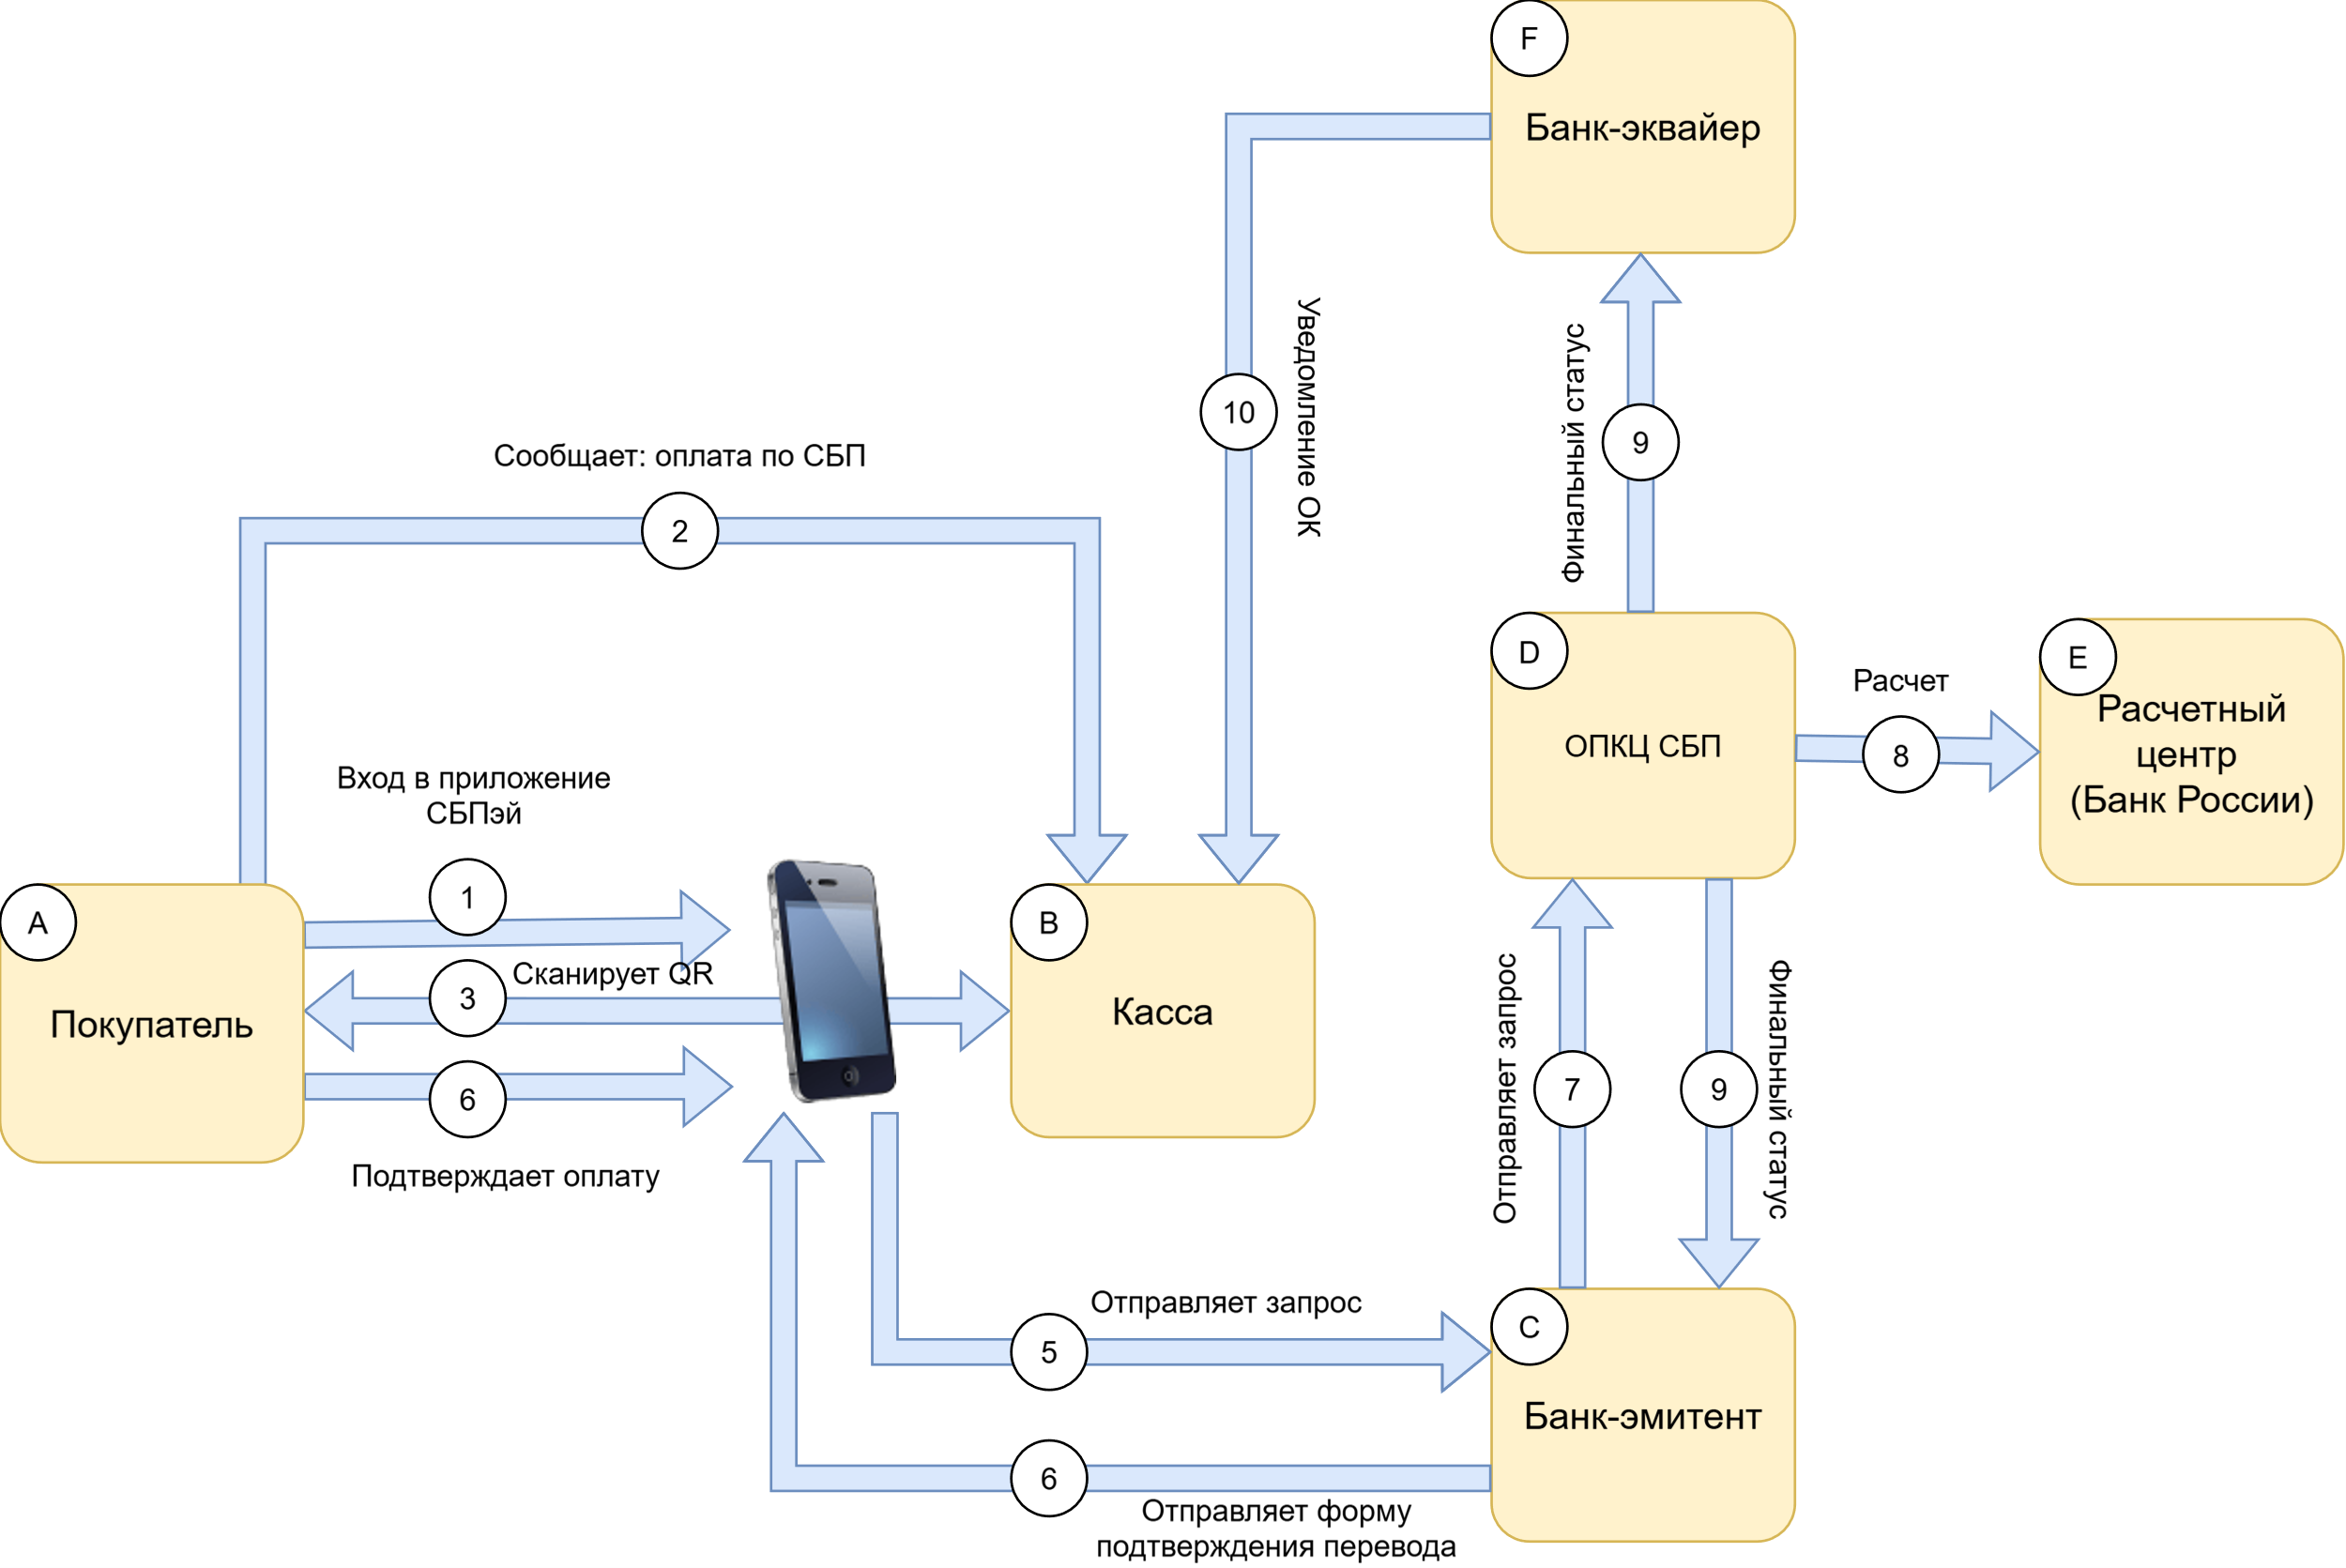 F
Банк-эквайер
10
Уведомление ОК
Финальный статус
9
Сообщает: оплата по СБП
2
D
ОПКЦ СБП
Расчет
8
E
Расчетный
центр
(Банк России)
Вход в приложение
СБПэй
1
A
Покупатель
3
Сканирует QR
6
Подтверждает оплату
B
Касса
Отправляет запрос
7
9
Финальный статус
Отправляет запрос
5
C
Банк-эмитент
6
Отправляет форму
подтверждения перевода